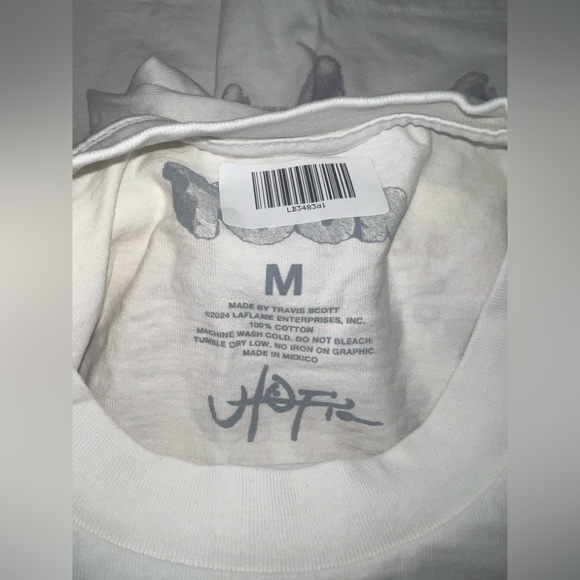 LB3483a1
M
MADE BY TRAVIS SCOTT
©2024 LAFLAME ENTERPRISES, INC.
100% COTTON
MACHINE WASH COLD. DO NOT BLEACH.
TUMBLE DRY LOW. NO IRON ON GRAPHIC.
MADE IN MEXICO